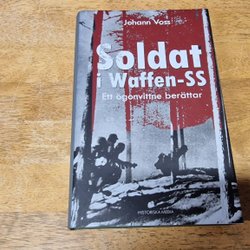 Johann Voss
Soldat
i Waffen-SS
Ett ögonvittne berättar
HISTORISKA MEDIA